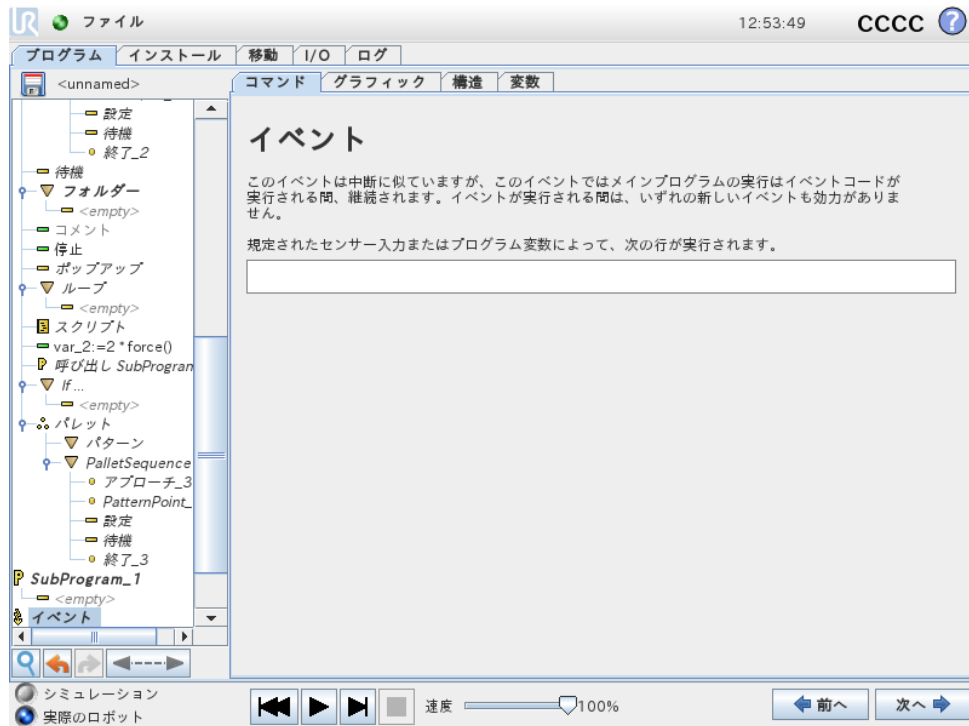 UR ファイル 12:53:49 CCCC ?
プログラム インストール 移動 I/O ログ
<unnamed>
コマンド グラフィック 構造 変数
設定
待機
終了_2
待機
フォルダー
<empty>
コメント
停止
ポップアップ
ループ
<empty>
スクリプト
var_2:=2*force()
呼び出し SubProgran
If...
<empty>
パレット
パターン
PalletSequence
アプローチ_3
PatternPoint_
設定
待機
終了_3
SubProgram_1
<empty>
イベント
イベント
このイベントは中断に似ていますが、このイベントではメインプログラムの実行はイベントコードが
実行される間、継続されます。イベントが実行される間は、いずれの新しいイベントも効力がありま
せん。
規定されたセンサー入力またはプログラム変数によって、次の行が実行されます。
シミュレーション
実際のロボット
速度 100%
前へ 次へ